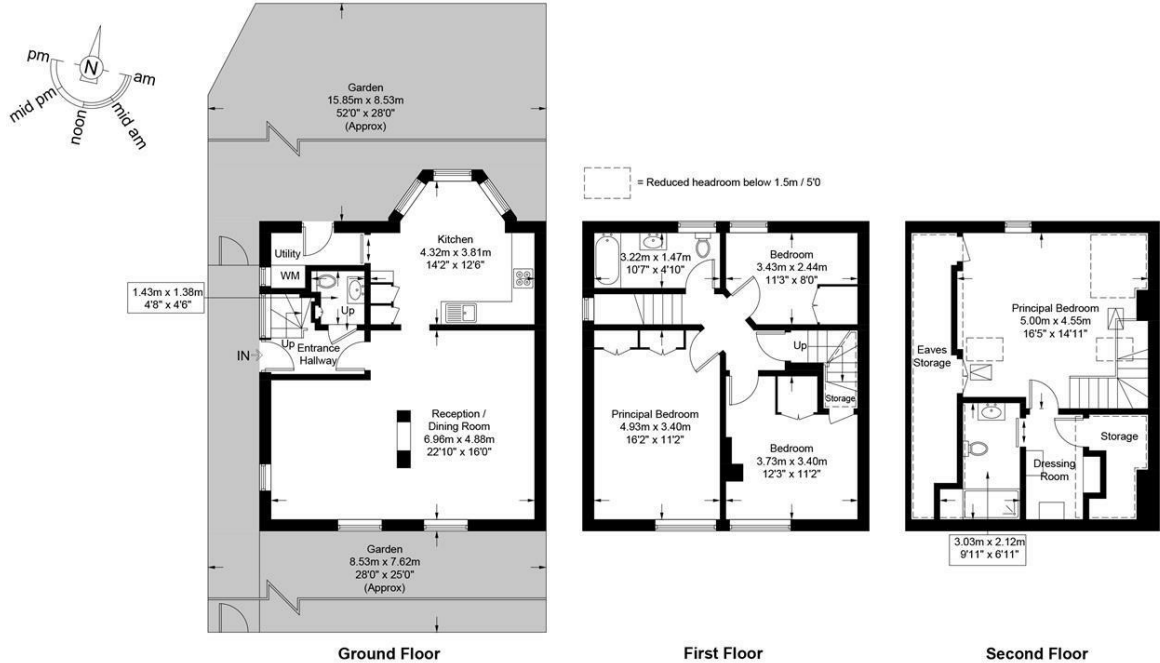 pm
N
am
mid pm
noon
mid am
Garden
15.85m x 8.53m
52'0" x 28'0"
(Approx)
Utility
WM
Kitchen
4.32m x 3.81m
14'2" x 12'6"
1.43m x 1.38m
4'8" x 4'6"
Up
Up
Entrance
Hallway
IN
Reception /
Dining Room
6.96m x 4.88m
22'10" x 16'0"
Garden
8.53m x 7.62m
28'0" x 25'0"
(Approx)
Ground Floor
= Reduced headroom below 1.5m / 5'0
3.22m x 1.47m
10'7" x 4'10"
Bedroom
3.43m x 2.44m
11'3" x 8'0"
Up
Storage
Principal Bedroom
4.93m x 3.40m
16'2" x 11'2"
Bedroom
3.73m x 3.40m
12'3" x 11'2"
First Floor
Principal Bedroom
5.00m x 4.55m
16'5" x 14'11"
Eaves
Storage
Storage
Dressing
Room
3.03m x 2.12m
9'11" x 6'11"
Second Floor